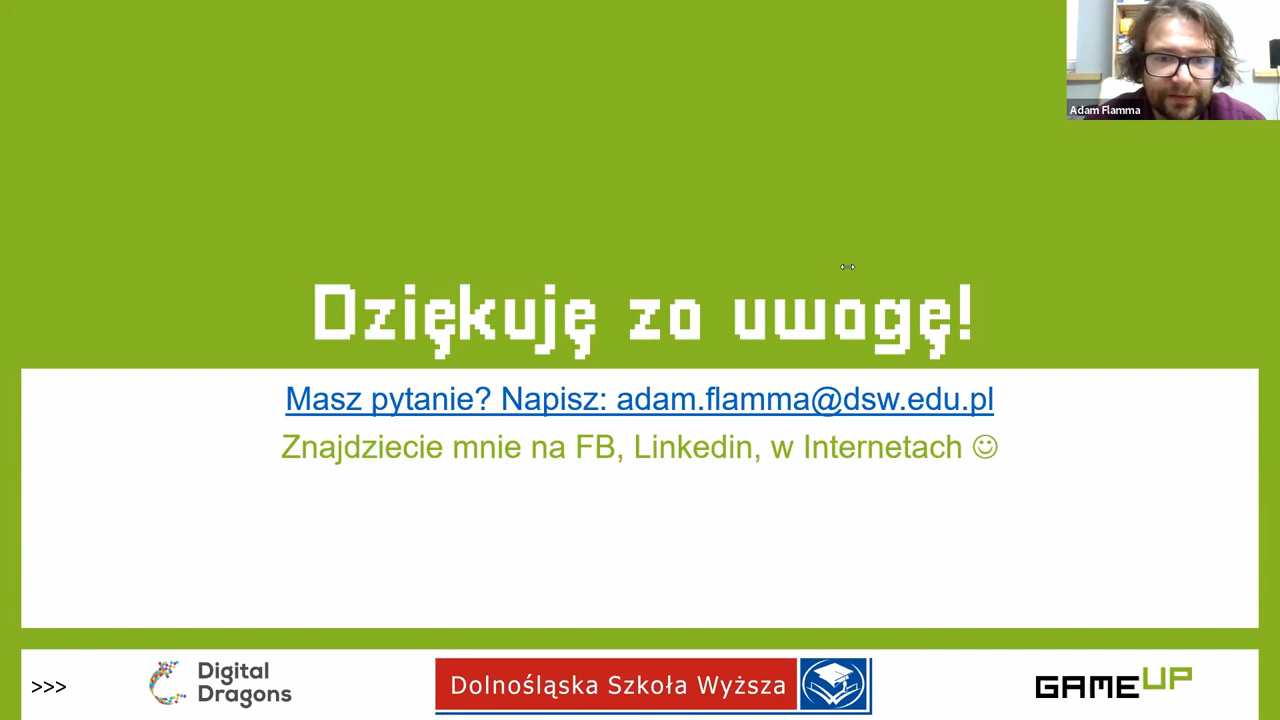 Adam Flamma
Dziękuję za uwagę!
Masz pytanie? Napisz: adam.flamma@dsw.edu.pl
Znajdziecie mnie na FB, Linkedin, w Internetach ☺
>>>
Digital
Dragons
Dolnośląska Szkoła Wyższa
GAMEUP